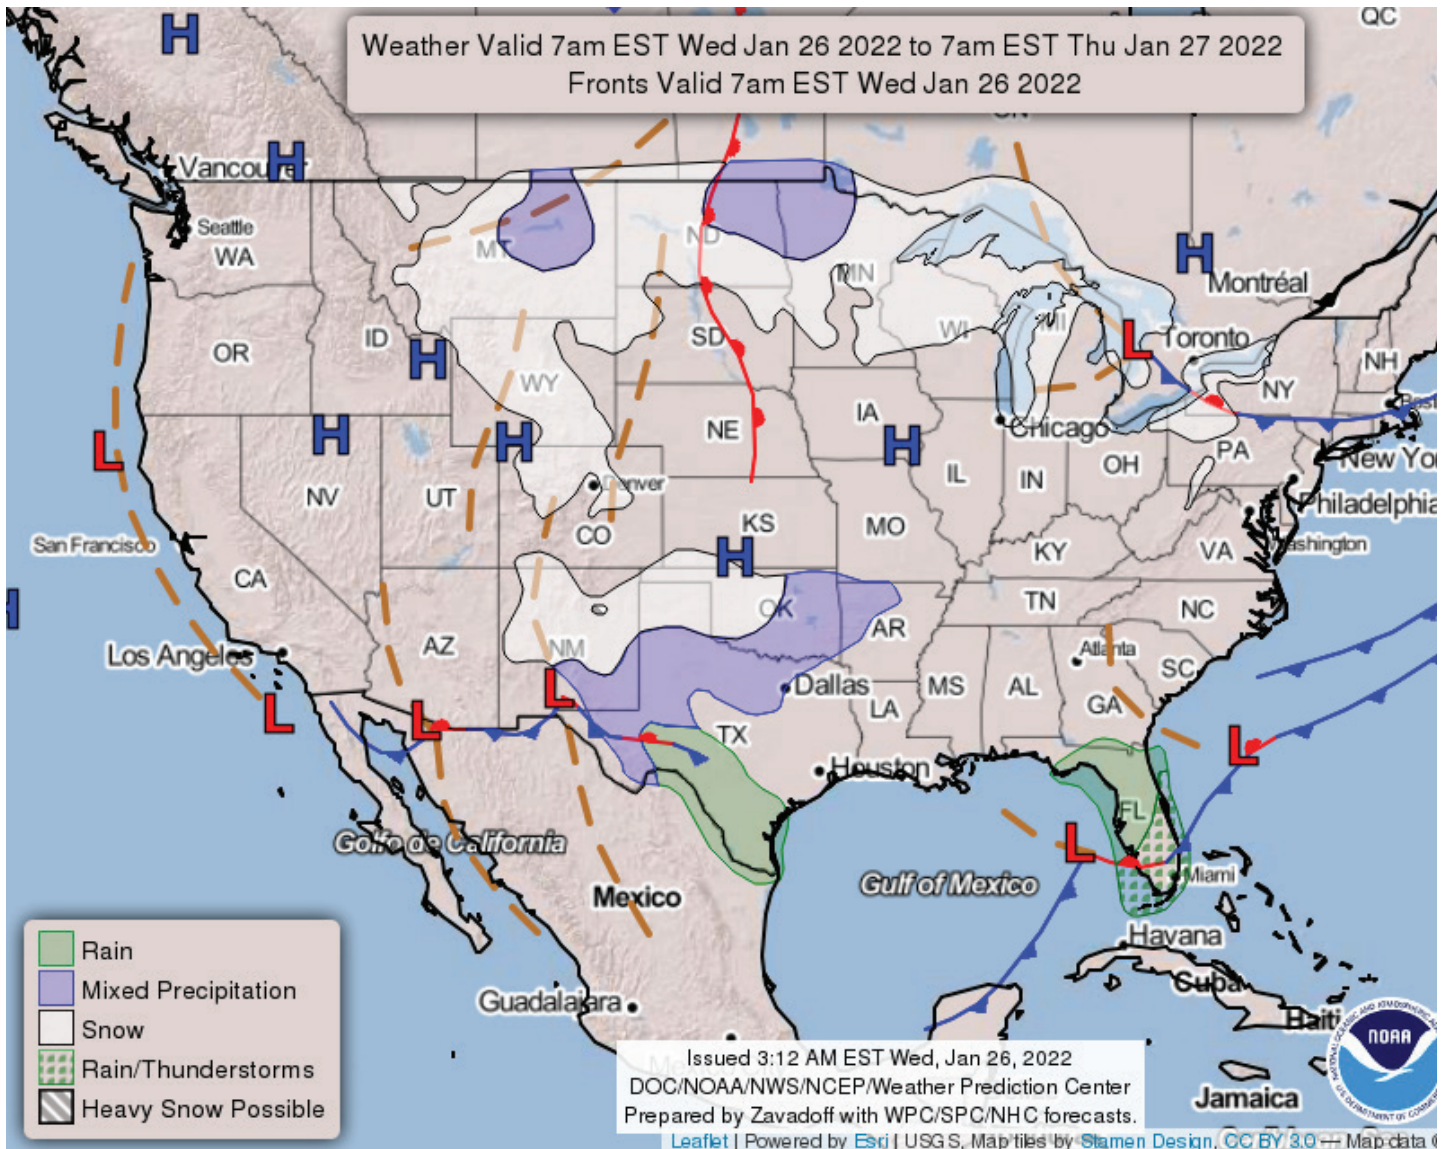 QC
Weather Valid 7am EST Wed Jan 26 2022 to 7am EST Thu Jan 27 2022
Fronts Valid 7am EST Wed Jan 26 2022
H
H
Vancouver
Seattle
WA
MT
ND
MN
H
Montréal
OR
ID
H
WY
SD
WI
MI
L
Toronto
NY
NH
L
H
H
NE
IA
H
Chicago
PA
New Yo
NV
UT
Denver
CO
KS
MO
IL
IN
OH
Philadelphia
San Francisco
CA
H
KY
VA
ashington
H
AZ
NM
OK
AR
TN
NC
Los Angeles
Atlanta
SC
L
L
L
Dallas
TX
LA
MS
AL
GA
L
Houston
FL
L
Miami
Golfo de California
Mexico
Gulf of Mexico
Havana
Cuba
Haiti
Guadalajara
Jamaica
Rain
Mixed Precipitation
Snow
Rain/Thunderstorms
Heavy Snow Possible
Mexico City
Issued 3:12 AM EST Wed, Jan 26, 2022
DOC/NOAA/NWS/NCEP/Weather Prediction Center
Prepared by Zavadoff with WPC/SPC/NHC forecasts.
NOAA
Leaflet | Powered by Esri | USGS, Map tiles by Stamen Design, CC BY 3.0 — Map data ©